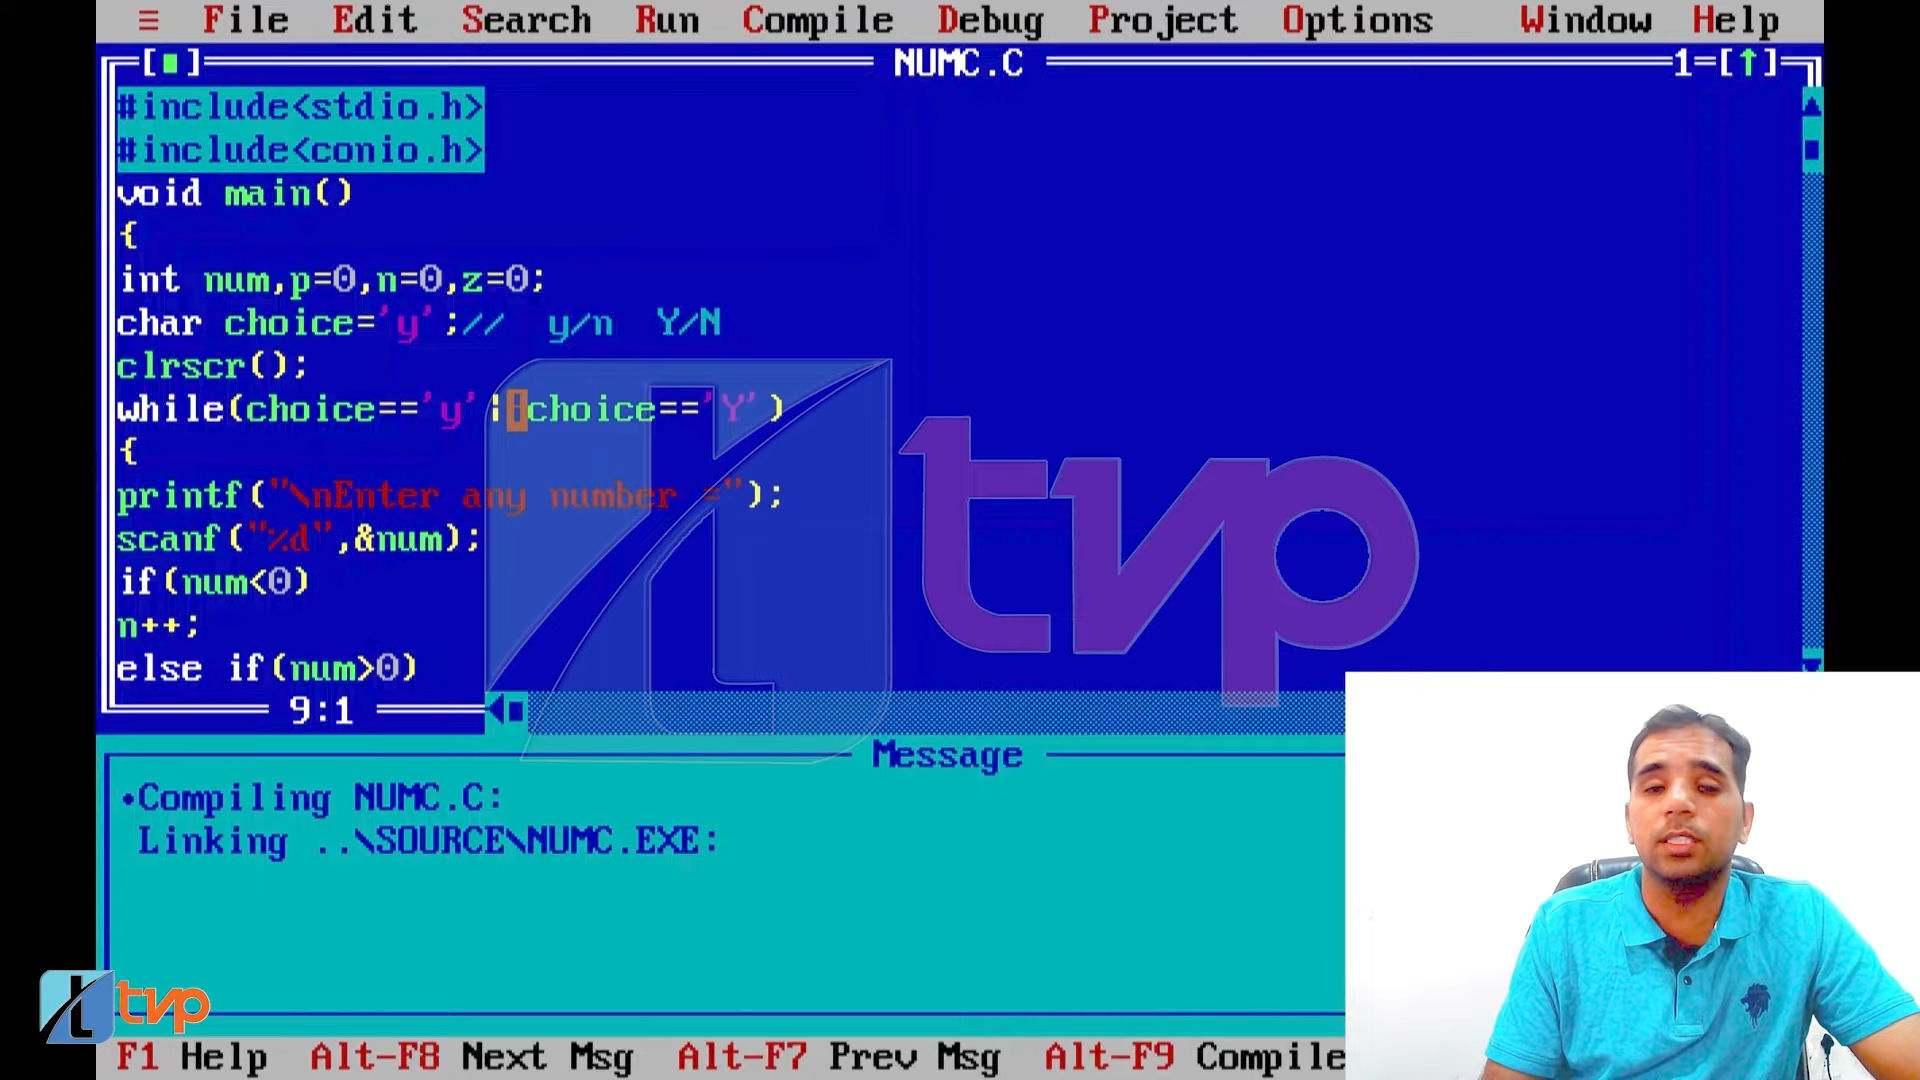 ≡ File Edit Search Run Compile Debug Project Options Window Help
[■] NUMC.C 1=[↑]
#include<stdio.h>
#include<conio.h>
void main()
{
int num,p=0,n=0,z=0;
char choice='y';// y/n Y/N
clrscr();
while(choice=='y'||choice=='Y')
{
printf("\nEnter any number =");
scanf("%d",&num);
if(num<0)
n++;
else if(num>0)
9:1
tvp
Message
•Compiling NUMC.C:
Linking ..\SOURCE\NUMC.EXE:
tvp
F1 Help Alt-F8 Next Msg Alt-F7 Prev Msg Alt-F9 Compile